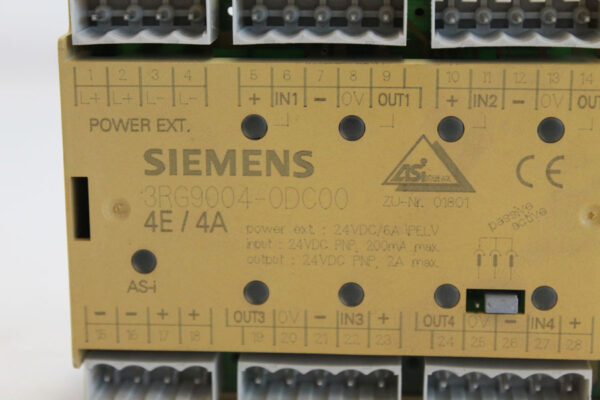 1 2 3 4 5 6 7 8 9 10 11 12 13 14
L+ L+ L- L- + IN1 - 0V OUT1 + IN2 - 0V
POWER EXT.
SIEMENS
ASi
CE
3RG9004-0DC00
ZU-Nr. 01801
4E / 4A
power ext. : 24VDC/6A \PELV
input : 24VDC PNP, 200mA max.
output : 24VDC PNP, 2A max.
passive
active
AS-i
- - + + OUT3 0V - IN3 + OUT4 0V - IN4 +
15 16 17 18 19 20 21 22 23 24 25 26 27 28